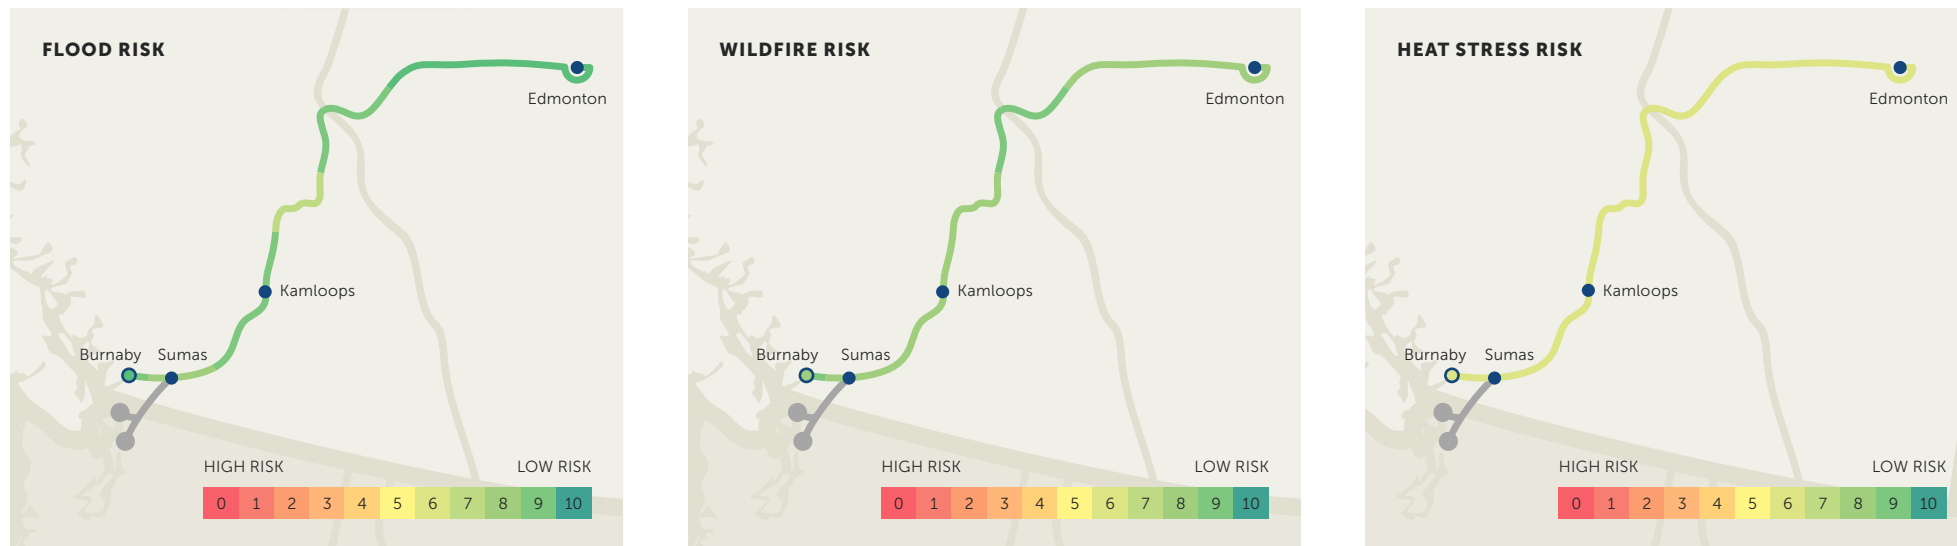 FLOOD RISK
Edmonton
Kamloops
Burnaby Sumas
HIGH RISK LOW RISK
0 1 2 3 4 5 6 7 8 9 10
WILDFIRE RISK
Edmonton
Kamloops
Burnaby Sumas
HIGH RISK LOW RISK
0 1 2 3 4 5 6 7 8 9 10
HEAT STRESS RISK
Edmonton
Kamloops
Burnaby Sumas
HIGH RISK LOW RISK
0 1 2 3 4 5 6 7 8 9 10